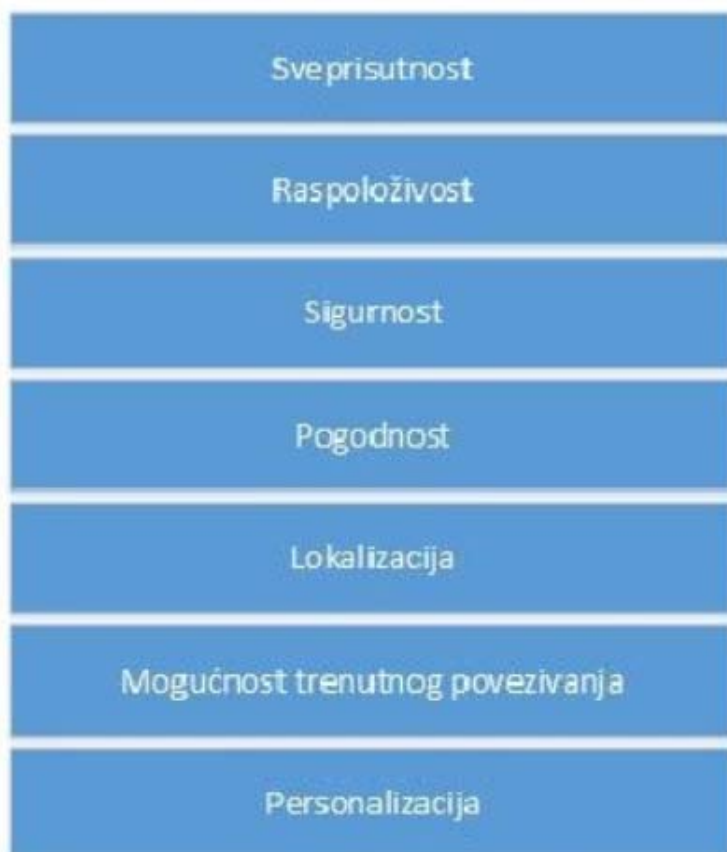 Sveprisutnost
Raspoloživost
Sigurnost
Pogodnost
Lokalizacija
Mogućnost trenutnog povezivanja
Personalizacija